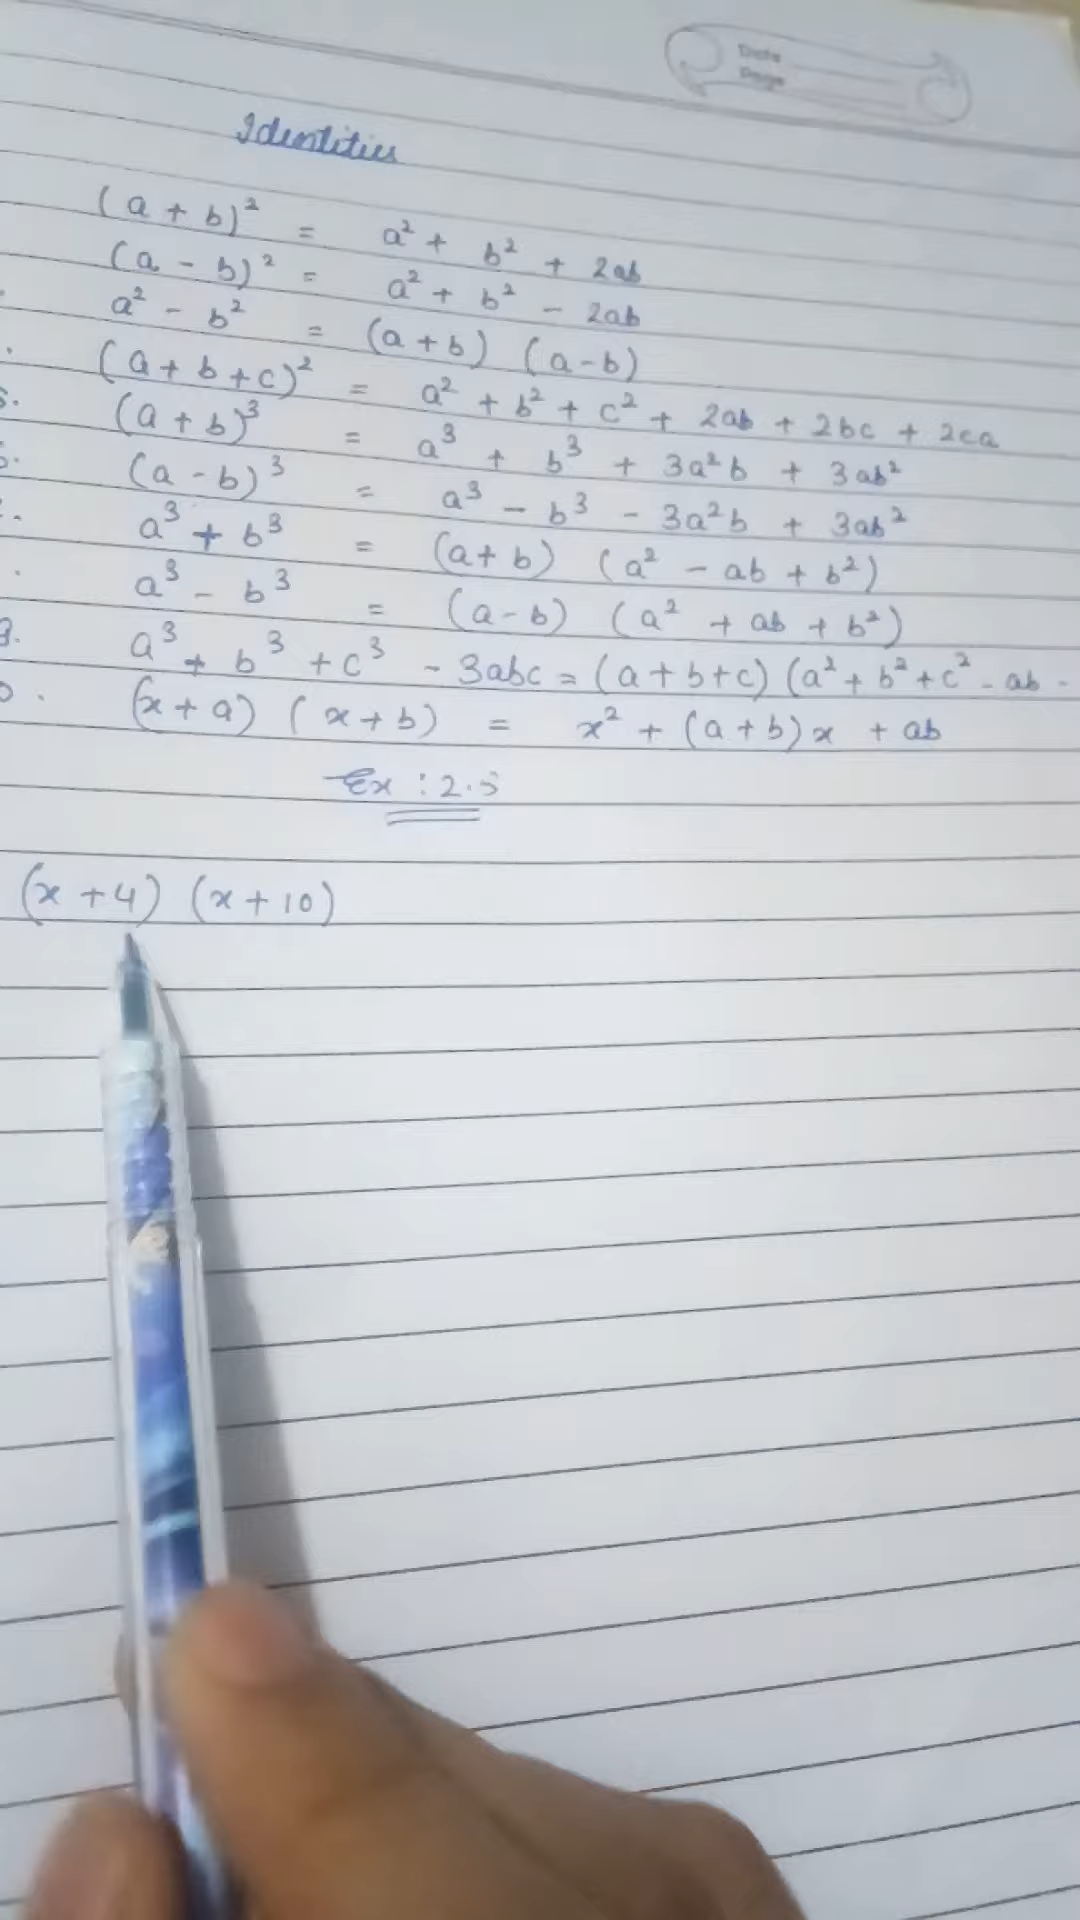 Date
Page
Identities
(a + b)² = a² + b² + 2ab
(a - b)² = a² + b² - 2ab
a² - b² = (a+b) (a-b)
(a + b + c)² = a² + b² + c² + 2ab + 2bc + 2ca
(a + b)³ = a³ + b³ + 3a²b + 3ab²
(a - b)³ = a³ - b³ - 3a²b + 3ab²
a³ + b³ = (a+b) (a² - ab + b²)
a³ - b³ = (a-b) (a² + ab + b²)
a³ + b³ + c³ - 3abc = (a+b+c) (a² + b² + c² - ab -
(x + a) (x + b) = x² + (a+b)x + ab
Ex : 2.5
(x + 4) (x + 10)